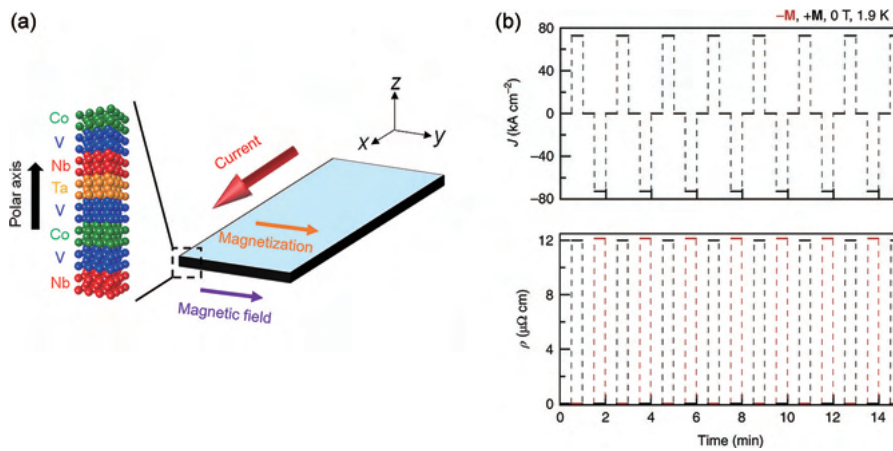 (a)
Co
V
Nb
Ta
V
Co
V
Nb
Polar axis
Current
Magnetization
Magnetic field
z
x
y
(b)
–M, +M, 0 T, 1.9 K
80
40
0
–40
–80
J (kA cm⁻²)
12
8
4
0
ρ (μΩ cm)
0 2 4 6 8 10 12 14
Time (min)